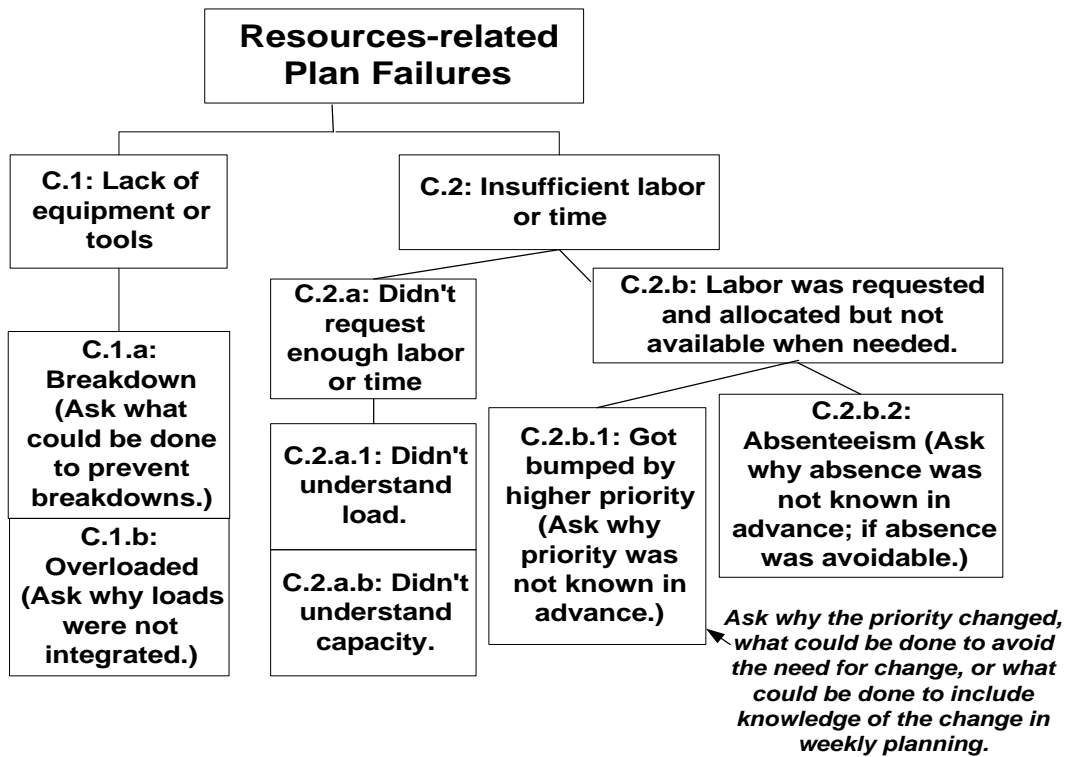 Resources-related
Plan Failures
C.1: Lack of
equipment or
tools
C.2: Insufficient labor
or time
C.1.a:
Breakdown
(Ask what
could be done
to prevent
breakdowns.)
C.1.b:
Overloaded
(Ask why loads
were not
integrated.)
C.2.a: Didn't
request
enough labor
or time
C.2.a.1: Didn't
understand
load.
C.2.a.b: Didn't
understand
capacity.
C.2.b: Labor was requested
and allocated but not
available when needed.
C.2.b.1: Got
bumped by
higher priority
(Ask why
priority was
not known in
advance.)
C.2.b.2:
Absenteeism (Ask
why absence was
not known in
advance; if absence
was avoidable.)
Ask why the priority changed,
what could be done to avoid
the need for change, or what
could be done to include
knowledge of the change in
weekly planning.